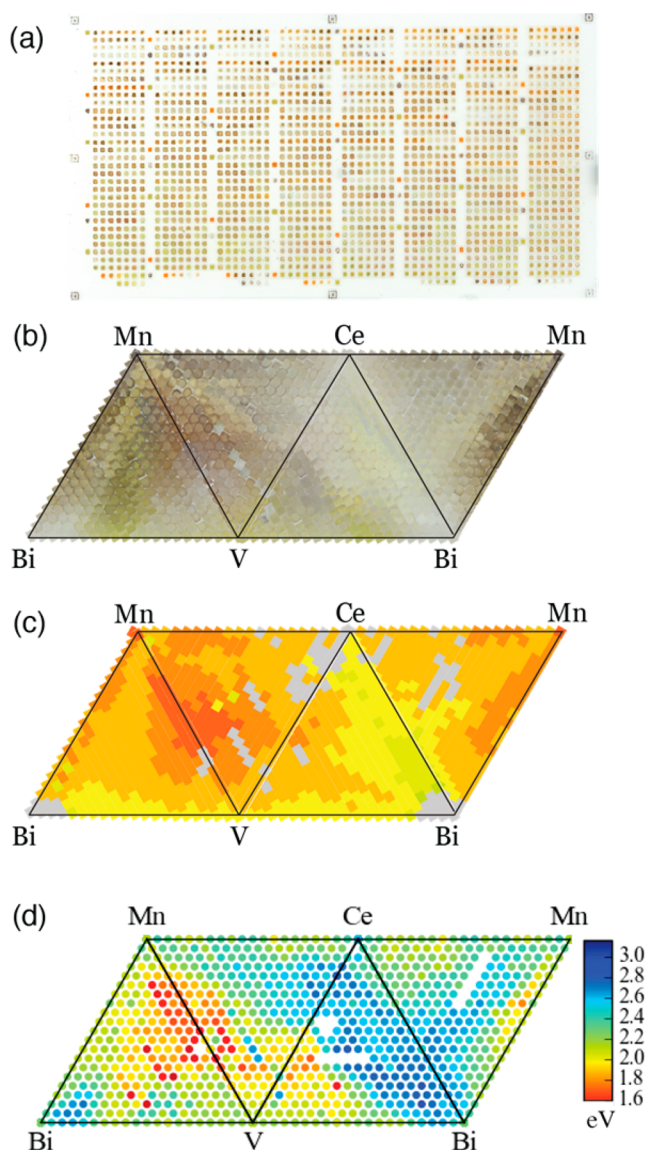 (a)
(b)
Mn Ce Mn
Bi V Bi
(c)
Mn Ce Mn
Bi V Bi
(d)
Mn Ce Mn
3.0
2.8
2.6
2.4
2.2
2.0
1.8
1.6
eV
Bi V Bi